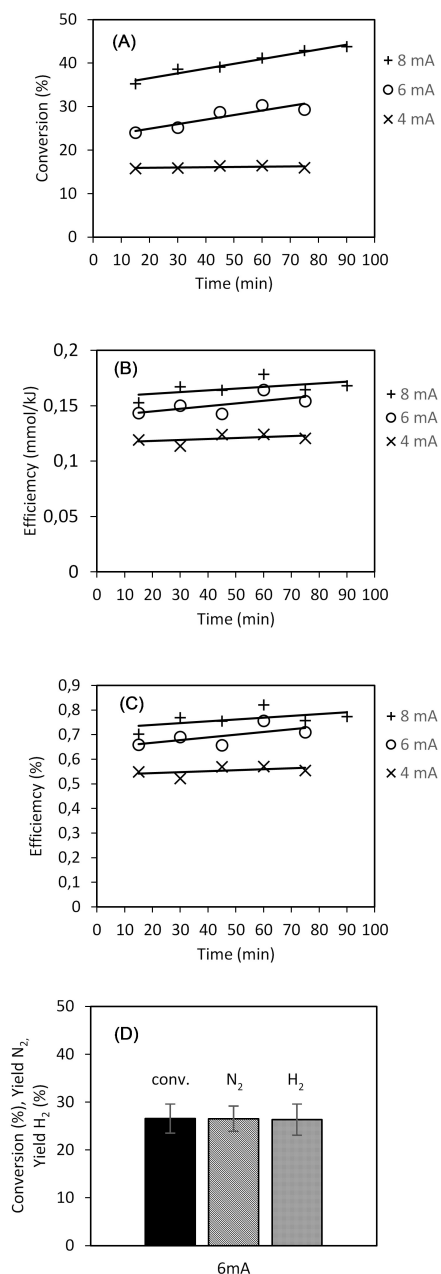 (A)
50
40
30
20
10
0
Conversion (%)
0 10 20 30 40 50 60 70 80 90 100
Time (min)
8 mA
6 mA
4 mA
(B)
0,2
0,15
0,1
0,05
0
Efficiemcy (mmol/kJ)
0 10 20 30 40 50 60 70 80 90 100
Time (min)
8 mA
6 mA
4 mA
(C)
0,9
0,8
0,7
0,6
0,5
0,4
0,3
0,2
0,1
0
Efficiemcy (%)
0 10 20 30 40 50 60 70 80 90 100
Time (min)
8 mA
6 mA
4 mA
(D)
50
40
30
20
10
0
Conversion (%), Yield N₂,
Yield H₂ (%)
conv. N₂ H₂
6mA